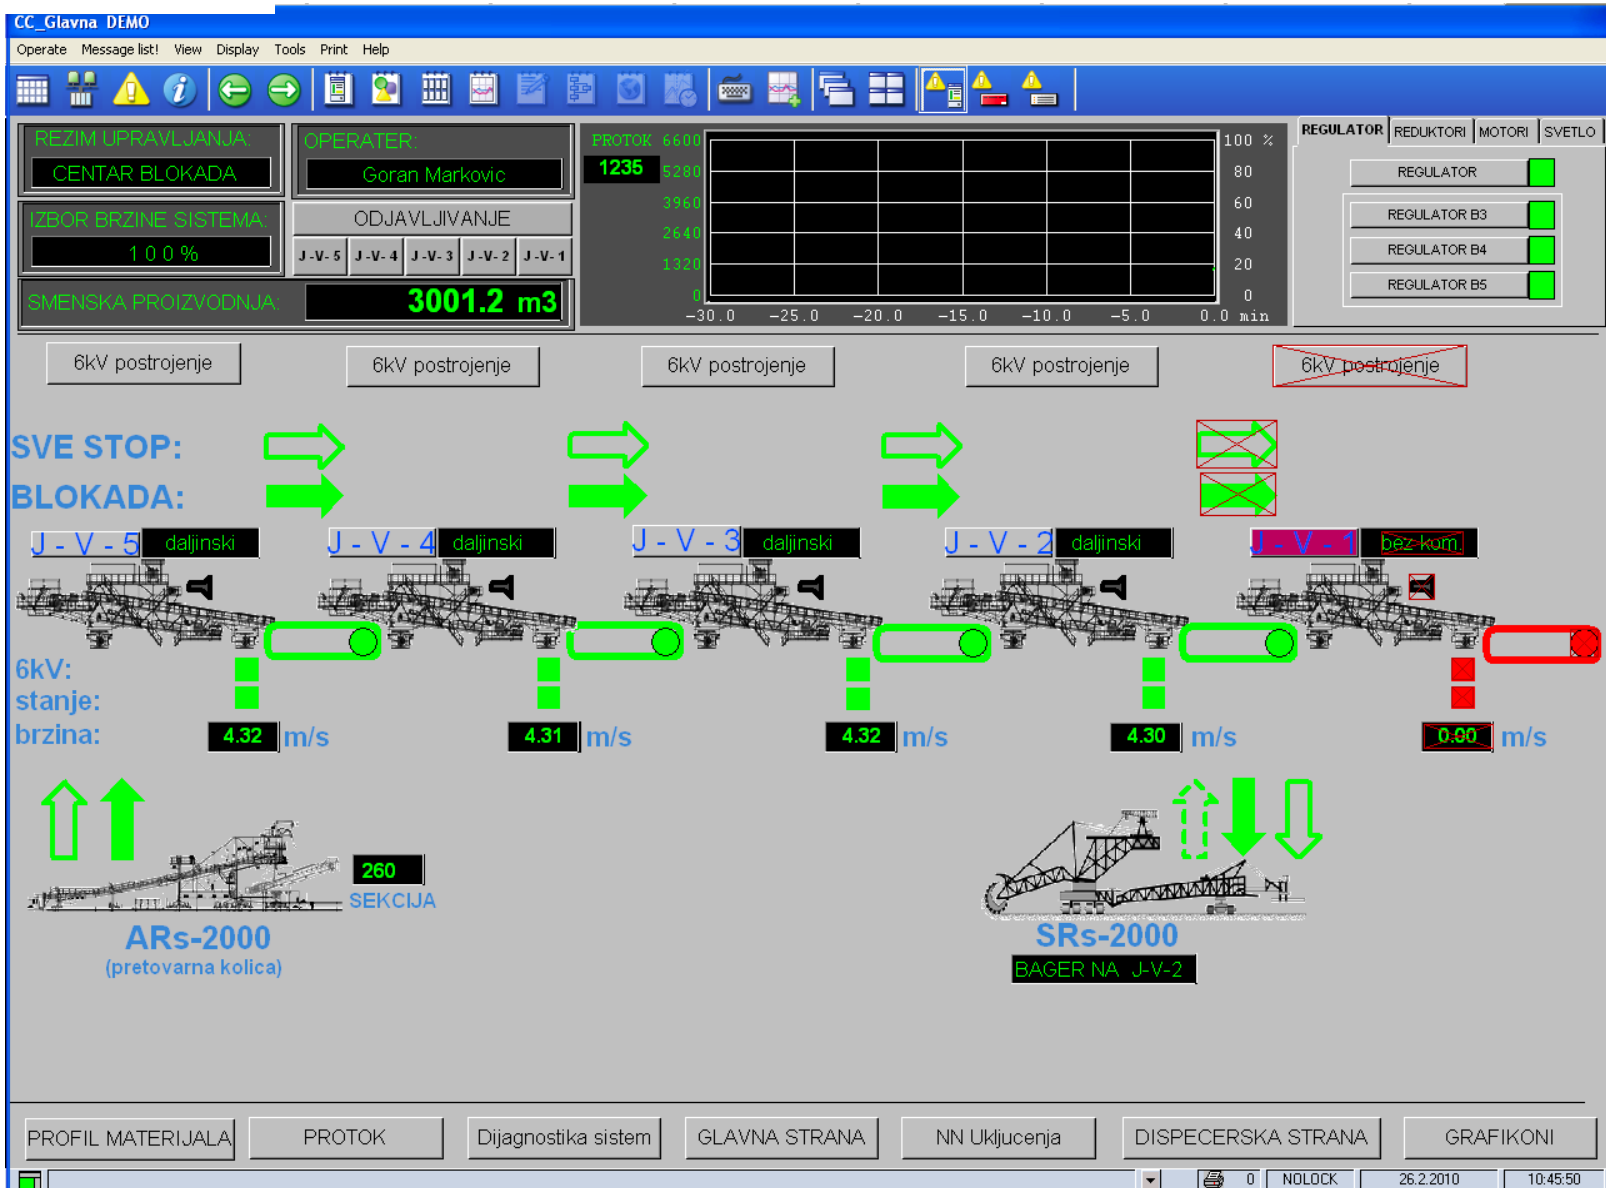 CC_Glavna DEMO
Operate Message list! View Display Tools Print Help
REZIM UPRAVLJANJA:
CENTAR BLOKADA
OPERATER:
Goran Markovic
IZBOR BRZINE SISTEMA:
100%
ODJAVLJIVANJE
J-V-5 J-V-4 J-V-3 J-V-2 J-V-1
SMENSKA PROIZVODNJA: 3001.2 m3
PROTOK 6600 100 %
1235 5280 80
3960 60
2640 40
1320 20
0 0
-30.0 -25.0 -20.0 -15.0 -10.0 -5.0 0.0 min
REGULATOR REDUKTORI MOTORI SVETLO
REGULATOR
REGULATOR B3
REGULATOR B4
REGULATOR B5
6kV postrojenje 6kV postrojenje 6kV postrojenje 6kV postrojenje 6kV postrojenje
SVE STOP:
BLOKADA:
J - V - 5 daljinski J - V - 4 daljinski J - V - 3 daljinski J - V - 2 daljinski J - V - 1 bez kom.
6kV:
stanje:
brzina: 4.32 m/s 4.31 m/s 4.32 m/s 4.30 m/s 0.00 m/s
260
SEKCIJA
ARs-2000
(pretovarna kolica)
SRs-2000
BAGER NA J-V-2
PROFIL MATERIJALA PROTOK Dijagnostika sistem GLAVNA STRANA NN Ukljucenja DISPECERSKA STRANA GRAFIKONI
0 NOLOCK 26.2.2010 10:45:50